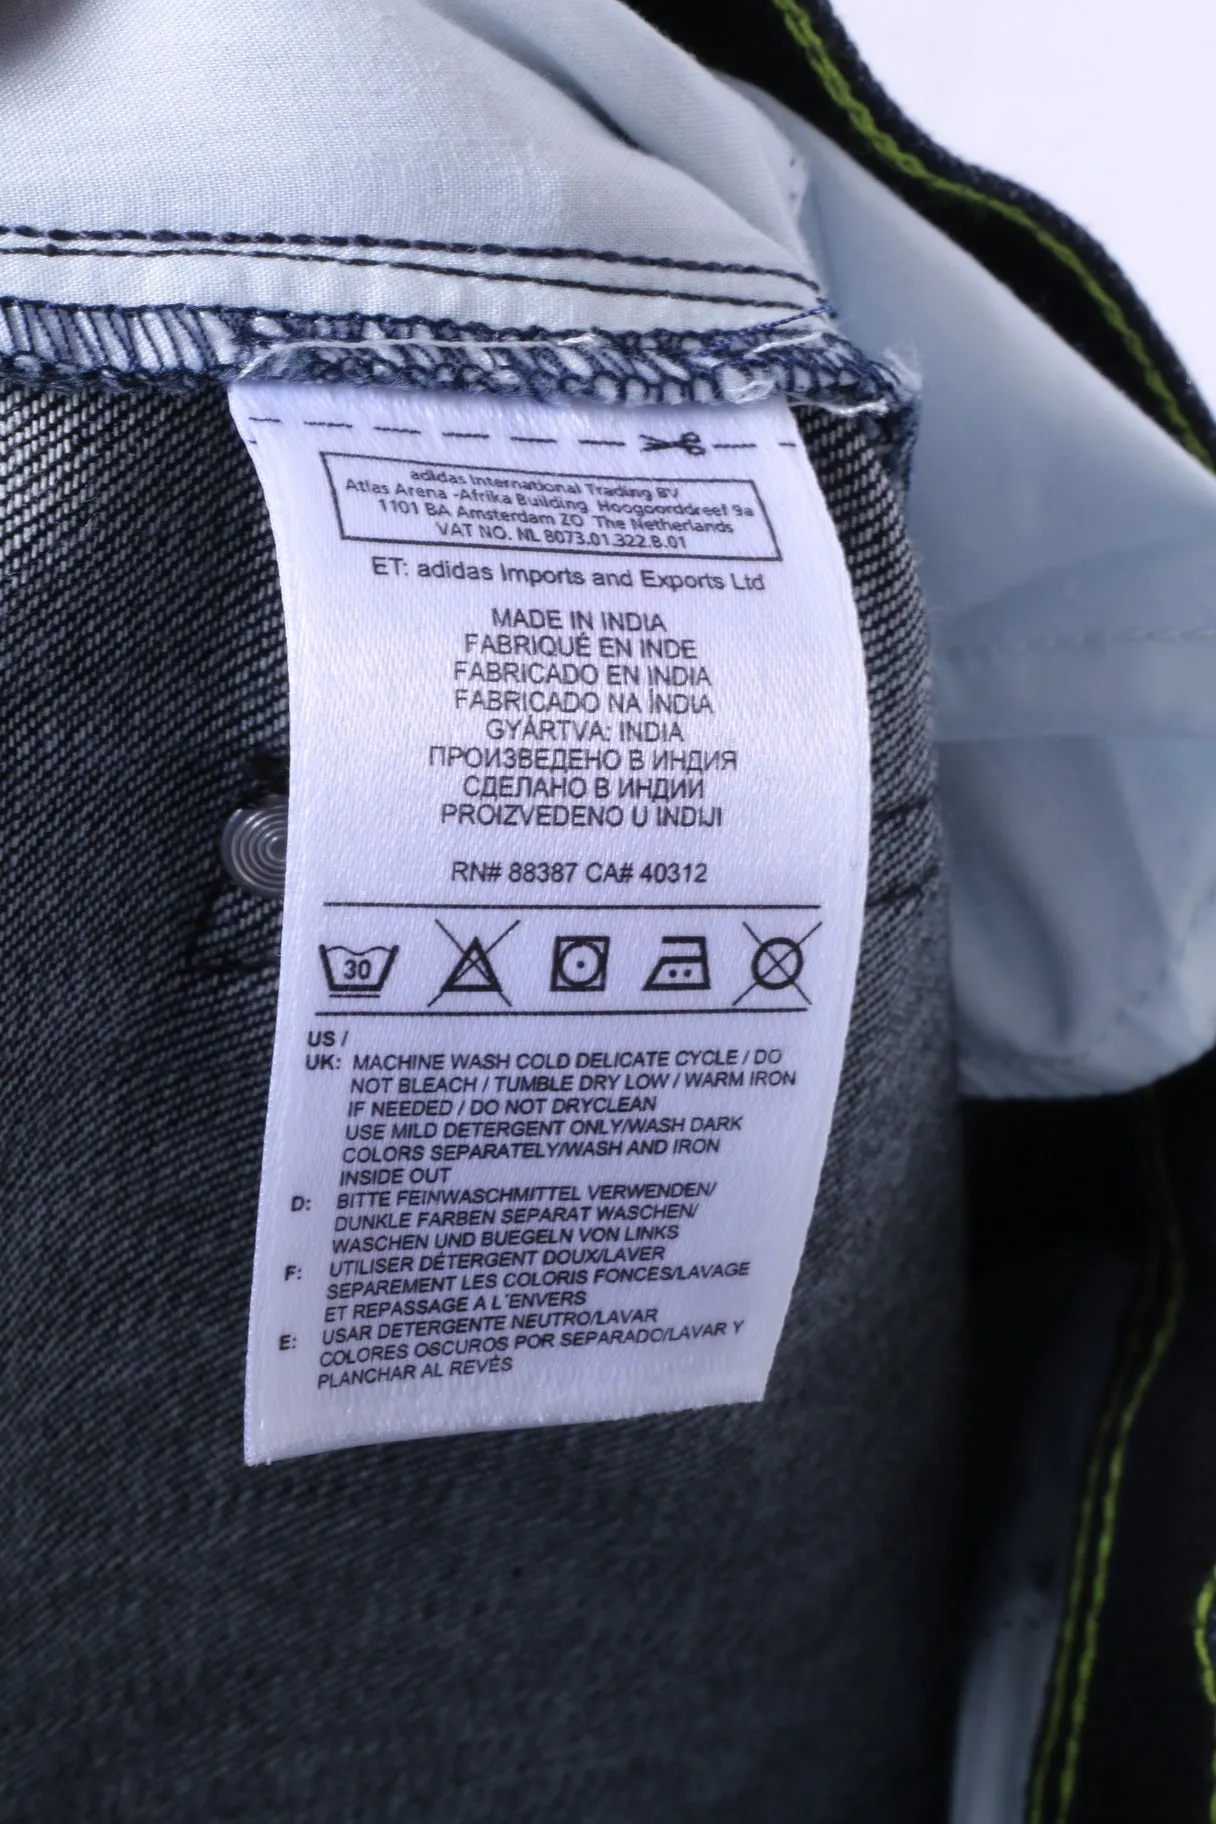 adidas International Trading BV
Atlas Arena -Afrika Building Hoogoorddreef 9a
1101 BA Amsterdam ZO The Netherlands
VAT NO. NL 8073.01.322.B.01
ET: adidas Imports and Exports Ltd
MADE IN INDIA
FABRIQUÉ EN INDE
FABRICADO EN INDIA
FABRICADO NA ÍNDIA
GYÁRTVA: INDIA
ПРОИЗВЕДЕНО В ИНДИЯ
СДЕЛАНО В ИНДИИ
PROIZVEDENO U INDIJI
RN# 88387 CA# 40312
30
US /
UK: MACHINE WASH COLD DELICATE CYCLE / DO
NOT BLEACH / TUMBLE DRY LOW / WARM IRON
IF NEEDED / DO NOT DRYCLEAN
USE MILD DETERGENT ONLY/WASH DARK
COLORS SEPARATELY/WASH AND IRON
INSIDE OUT
D: BITTE FEINWASCHMITTEL VERWENDEN/
DUNKLE FARBEN SEPARAT WASCHEN/
WASCHEN UND BUEGELN VON LINKS
F: UTILISER DÉTERGENT DOUX/LAVER
SEPAREMENT LES COLORIS FONCES/LAVAGE
ET REPASSAGE A L´ENVERS
E: USAR DETERGENTE NEUTRO/LAVAR
COLORES OSCUROS POR SEPARADO/LAVAR Y
PLANCHAR AL REVÉS